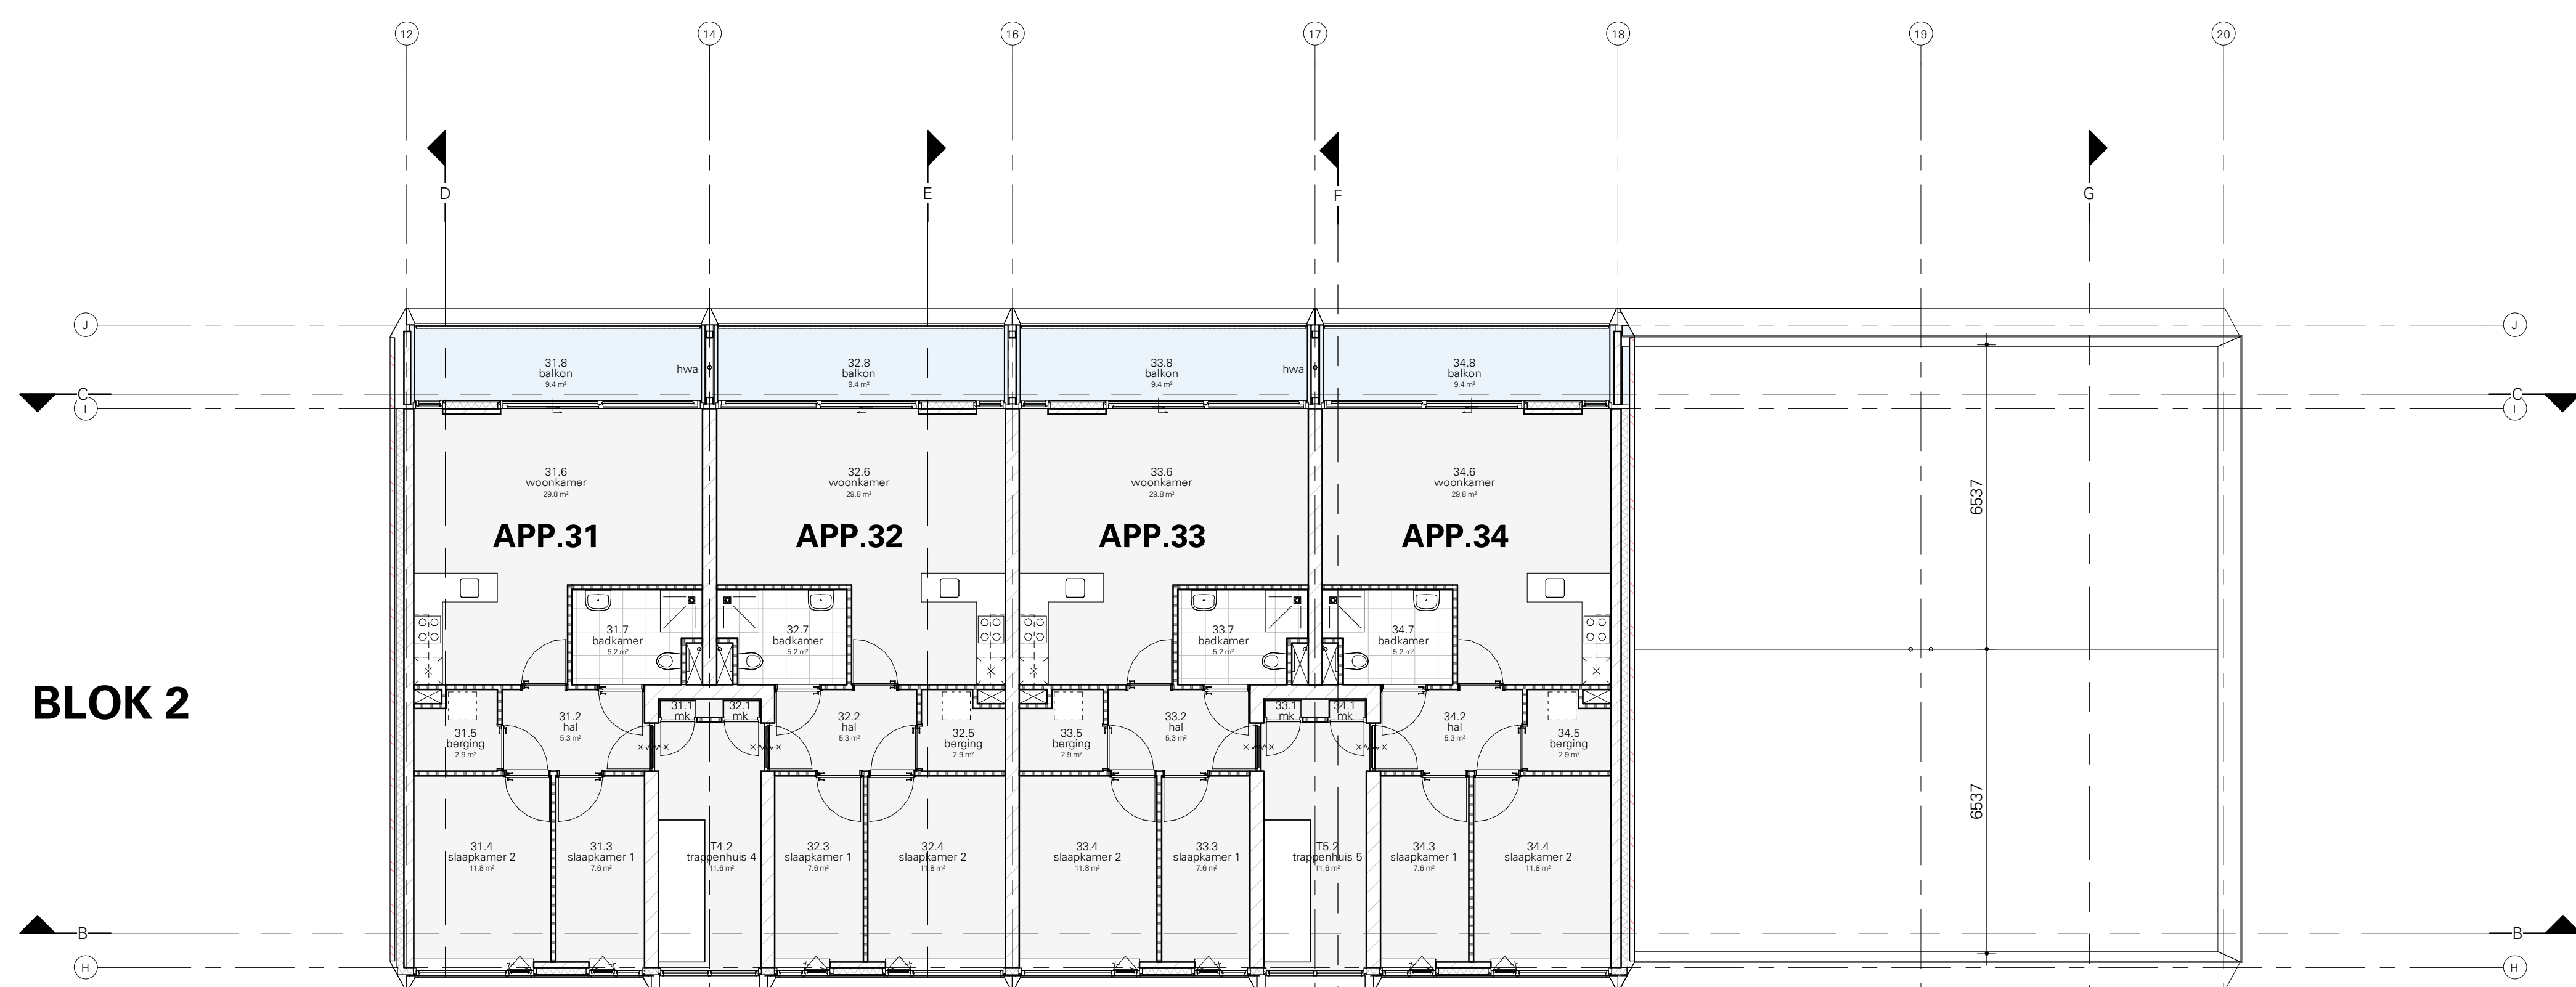 12 14 16 17 18 19 20
D E F G
J J
31.8
balkon
9.4 m²
hwa
32.8
balkon
9.4 m²
33.8
balkon
9.4 m²
hwa
34.8
balkon
9.4 m²
C C
I I
31.6
woonkamer
29.8 m²
32.6
woonkamer
29.8 m²
33.6
woonkamer
29.8 m²
34.6
woonkamer
29.8 m²
6537
APP.31 APP.32 APP.33 APP.34
31.7
badkamer
5.2 m²
32.7
badkamer
5.2 m²
33.7
badkamer
5.2 m²
34.7
badkamer
5.2 m²
BLOK 2
31.5
berging
2.9 m²
31.2
hal
5.3 m²
31.1
mk
32.1
mk
32.2
hal
5.3 m²
32.5
berging
2.9 m²
33.5
berging
2.9 m²
33.2
hal
5.3 m²
33.1
mk
34.1
mk
34.2
hal
5.3 m²
34.5
berging
2.9 m²
6537
31.4
slaapkamer 2
11.8 m²
31.3
slaapkamer 1
7.6 m²
T4.2
trappenhuis 4
11.6 m²
32.3
slaapkamer 1
7.6 m²
32.4
slaapkamer 2
11.8 m²
33.4
slaapkamer 2
11.8 m²
33.3
slaapkamer 1
7.6 m²
T5.2
trappenhuis 5
11.6 m²
34.3
slaapkamer 1
7.6 m²
34.4
slaapkamer 2
11.8 m²
B B
H H